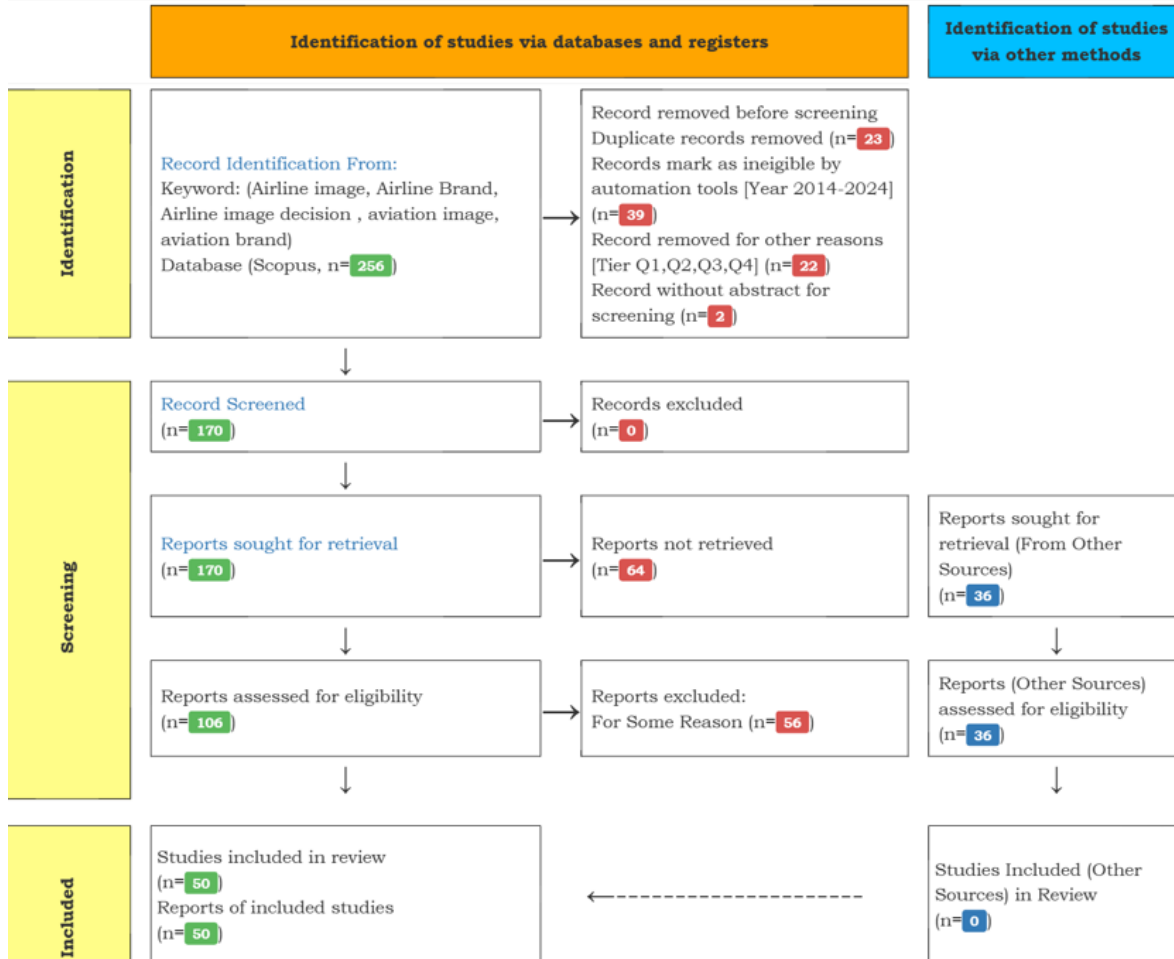 Identification of studies via databases and registers
Identification of studies
via other methods
Identification
Record Identification From:
Keyword: (Airline image, Airline Brand,
Airline image decision , aviation image,
aviation brand)
Database (Scopus, n= 256 )
Record removed before screening
Duplicate records removed (n= 23 )
Records mark as ineigible by
automation tools [Year 2014-2024]
(n= 39 )
Record removed for other reasons
[Tier Q1,Q2,Q3,Q4] (n= 22 )
Record without abstract for
screening (n= 2 )
Screening
Record Screened
(n= 170 )
Records excluded
(n= 0 )
Reports sought for retrieval
(n= 170 )
Reports not retrieved
(n= 64 )
Reports sought for
retrieval (From Other
Sources)
(n= 36 )
Reports assessed for eligibility
(n= 106 )
Reports excluded:
For Some Reason (n= 56 )
Reports (Other Sources)
assessed for eligibility
(n= 36 )
Included
Studies included in review
(n= 50 )
Reports of included studies
(n= 50 )
Studies Included (Other
Sources) in Review
(n= 0 )